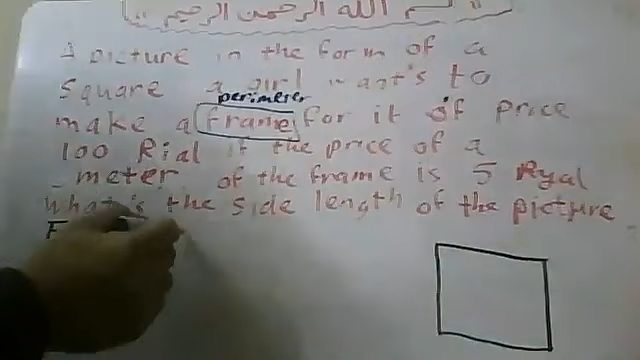 بسم الله الرحمن الرحيم
A picture in the form of a
square a girl want's to
perimeter
make a frame for it of price
100 Rial if the price of a
meter of the frame is 5 Ryal
what's the side length of the picture
F